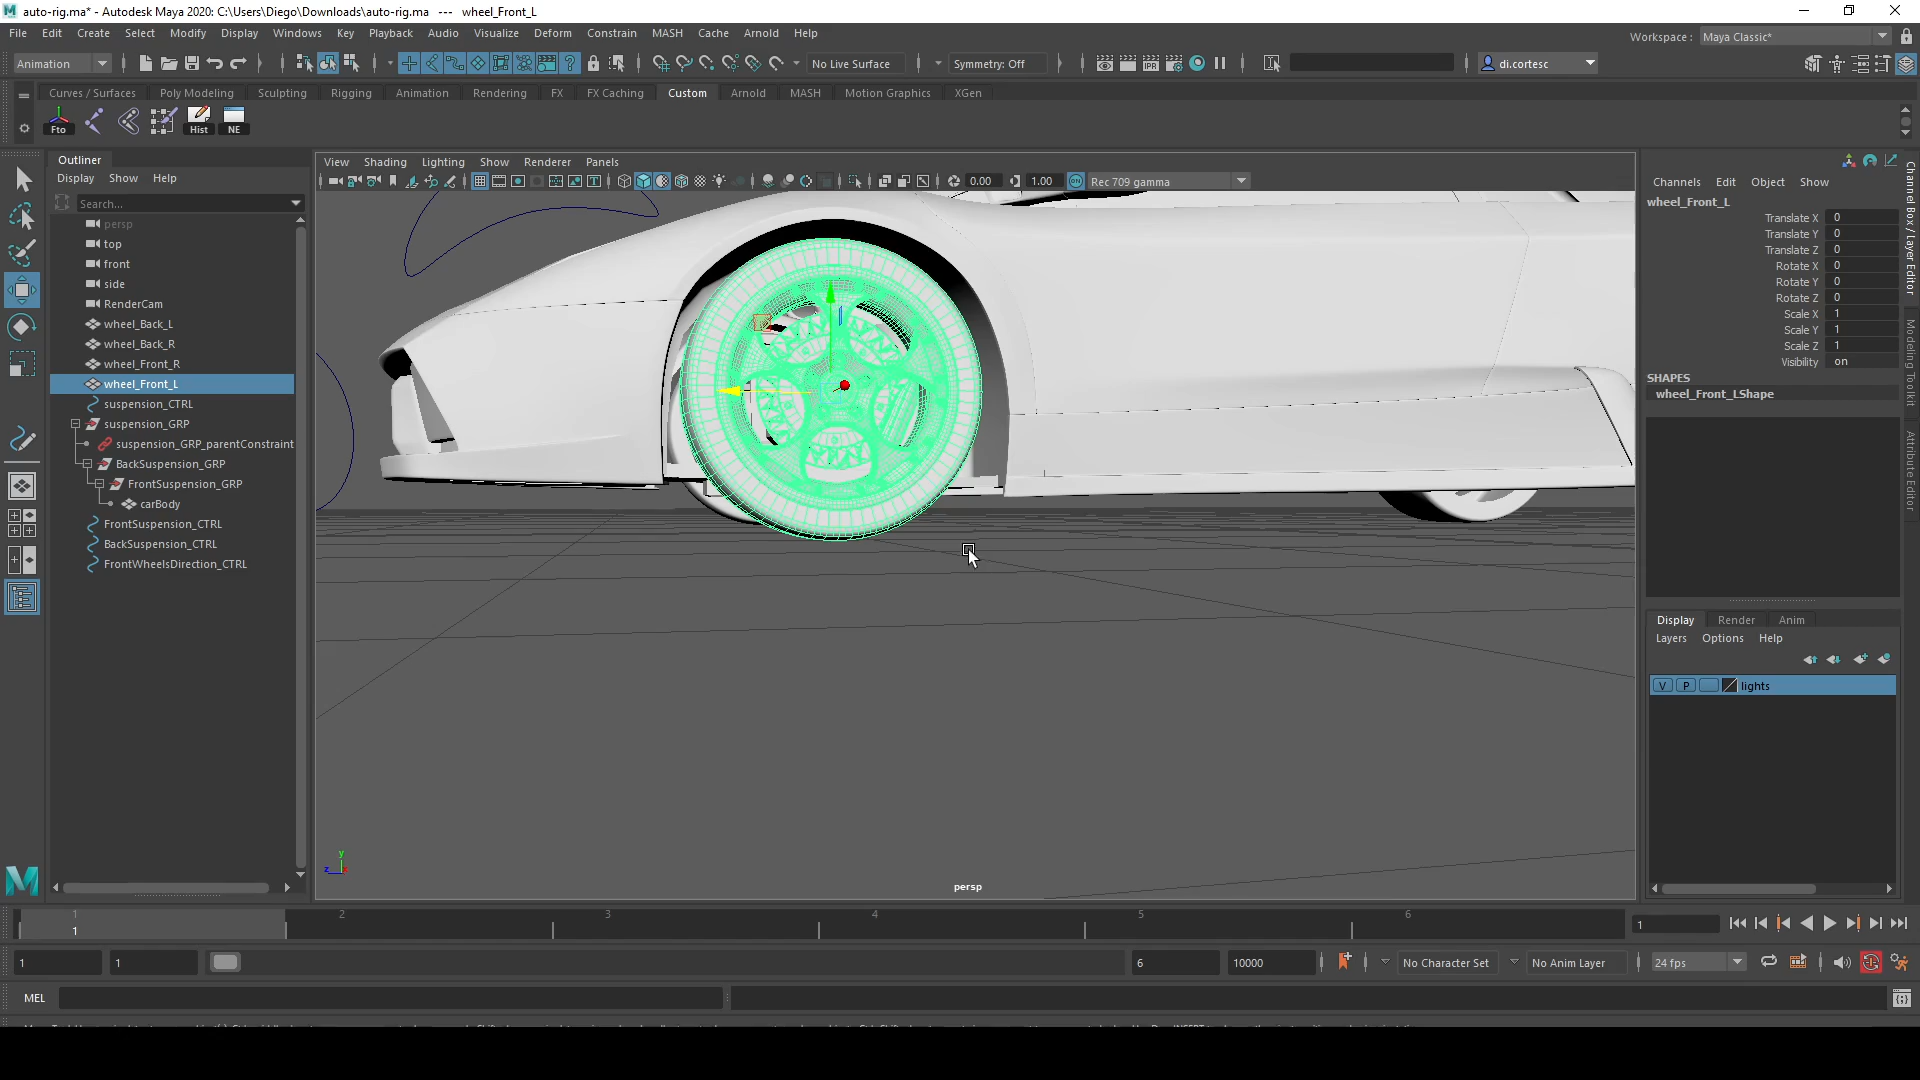 auto-rig.ma* - Autodesk Maya 2020: C:\Users\Diego\Downloads\auto-rig.ma --- wheel_Front_L
File Edit Create Select Modify Display Windows Key Playback Audio Visualize Deform Constrain MASH Cache Arnold Help
Workspace : Maya Classic*
Animation No Live Surface Symmetry: Off di.cortesc
Curves / Surfaces Poly Modeling Sculpting Rigging Animation Rendering FX FX Caching Custom Arnold MASH Motion Graphics XGen
Fto Hist NE
Outliner
Display Show Help
Search...
persp
top
front
side
RenderCam
wheel_Back_L
wheel_Back_R
wheel_Front_R
wheel_Front_L
suspension_CTRL
suspension_GRP
suspension_GRP_parentConstraint
BackSuspension_GRP
FrontSuspension_GRP
carBody
FrontSuspension_CTRL
BackSuspension_CTRL
FrontWheelsDirection_CTRL
View Shading Lighting Show Renderer Panels
0.00 1.00 ON Rec 709 gamma
y
z x
persp
Channels Edit Object Show
wheel_Front_L
Translate X 0
Translate Y 0
Translate Z 0
Rotate X 0
Rotate Y 0
Rotate Z 0
Scale X 1
Scale Y 1
Scale Z 1
Visibility on
SHAPES
wheel_Front_LShape
Display Render Anim
Layers Options Help
V P lights
Channel Box / Layer Editor
Modeling Toolkit
Attribute Editor
1 2 3 4 5 6
1 1
1 1 6 10000 No Character Set No Anim Layer 24 fps
MEL